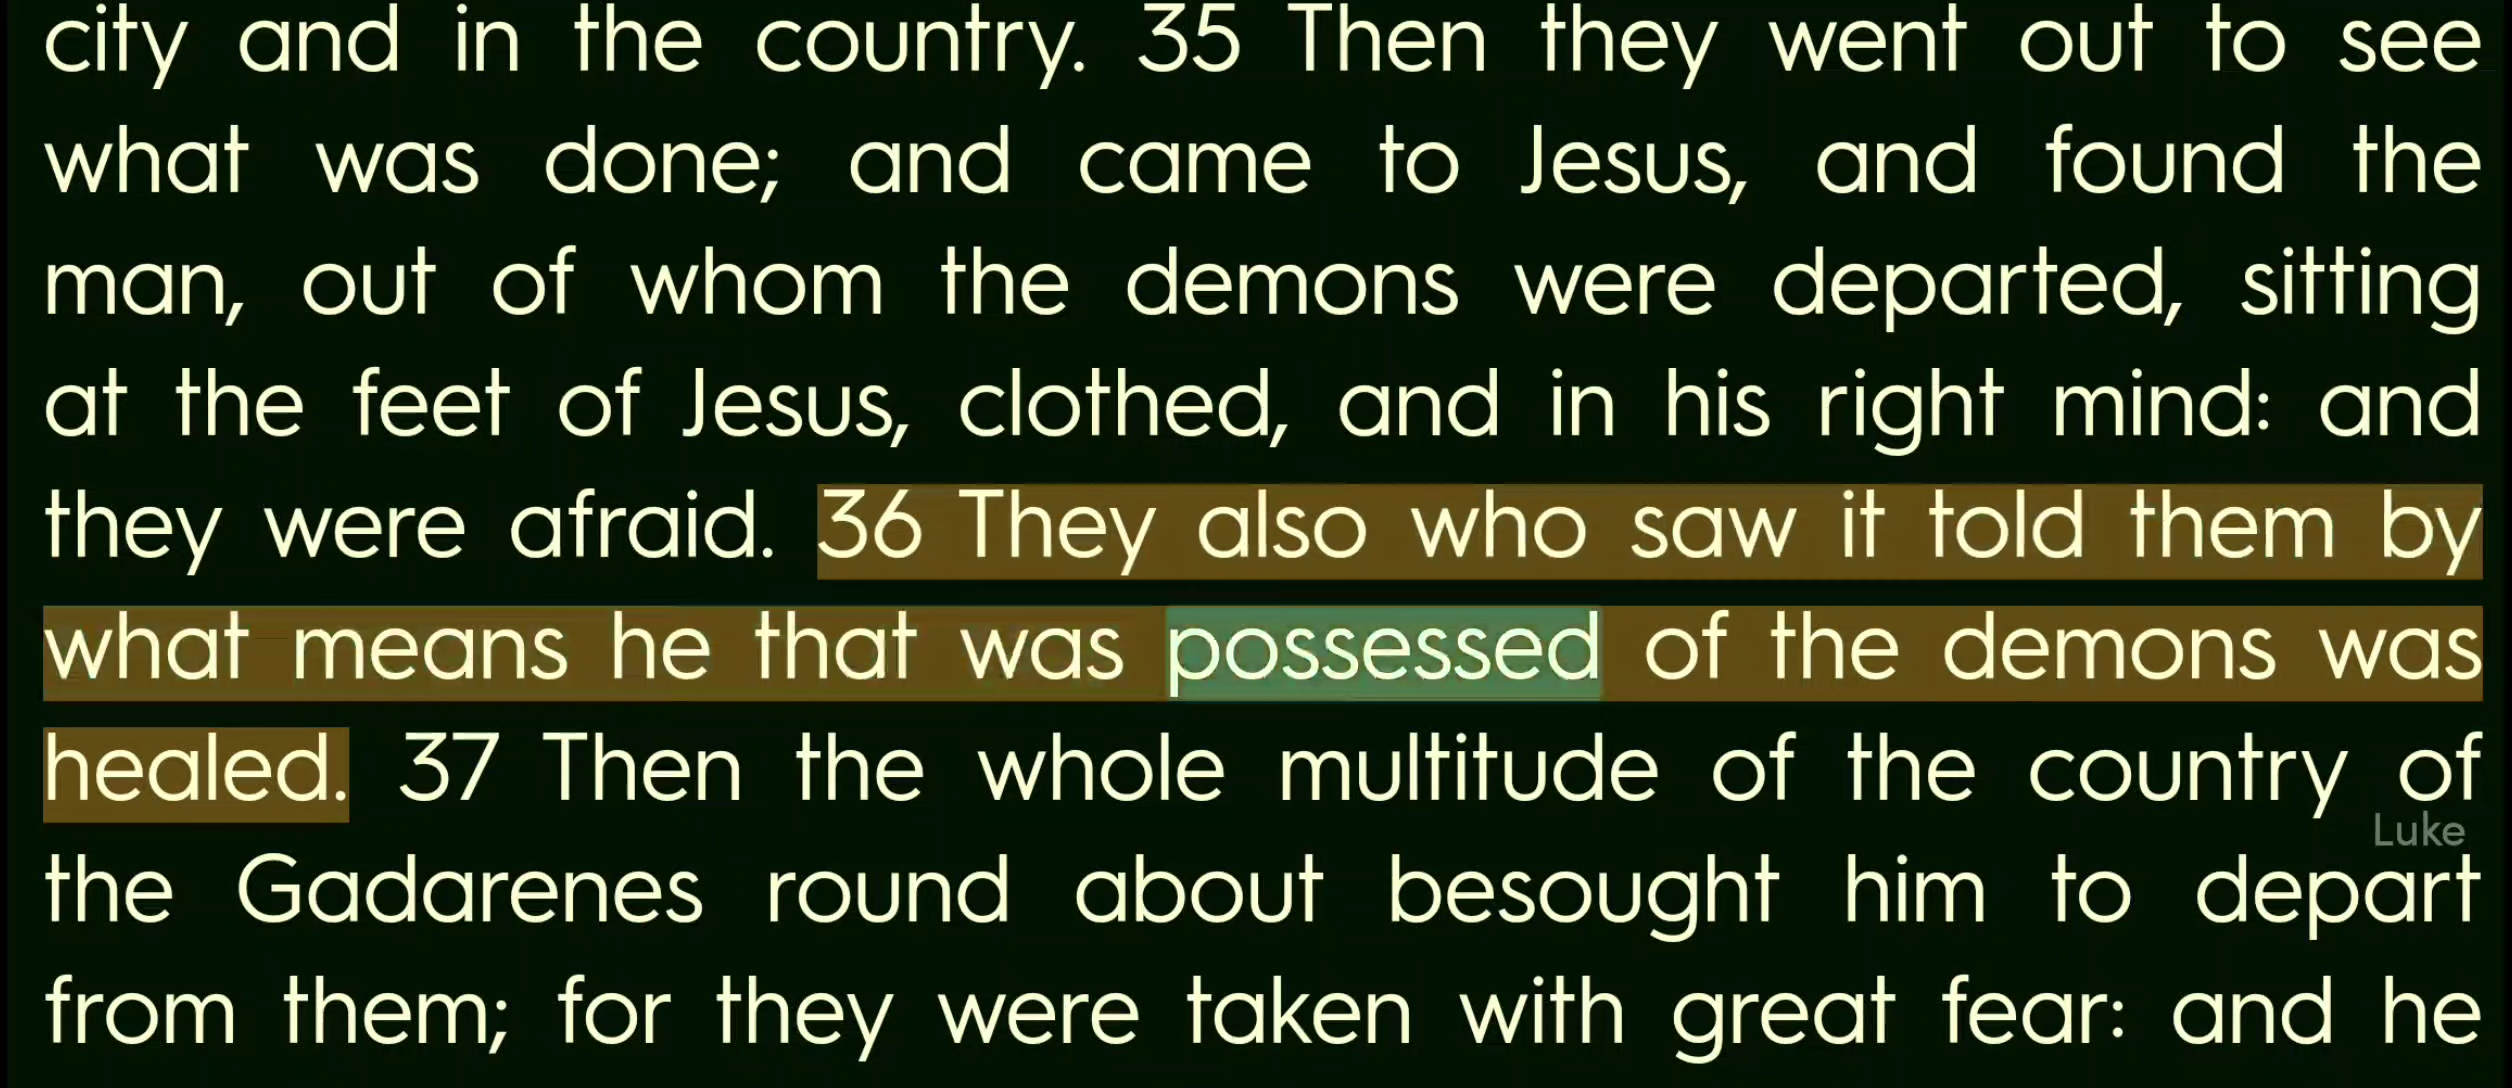 city and in the country. 35 Then they went out to see
what was done; and came to Jesus, and found the
man, out of whom the demons were departed, sitting
at the feet of Jesus, clothed, and in his right mind: and
they were afraid. 36 They also who saw it told them by
what means he that was possessed of the demons was
healed. 37 Then the whole multitude of the country of
Luke
the Gadarenes round about besought him to depart
from them; for they were taken with great fear: and he